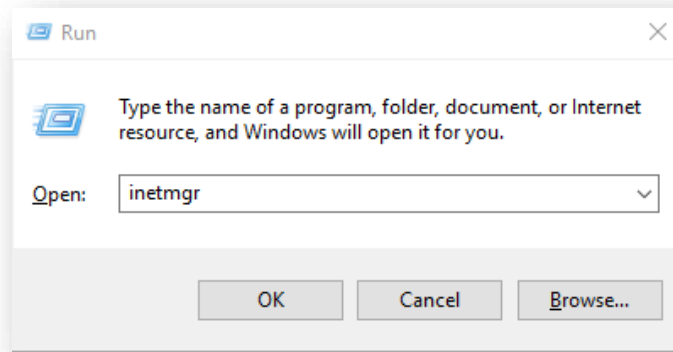 Run
Type the name of a program, folder, document, or Internet
resource, and Windows will open it for you.
Open: inetmgr
OK Cancel Browse...